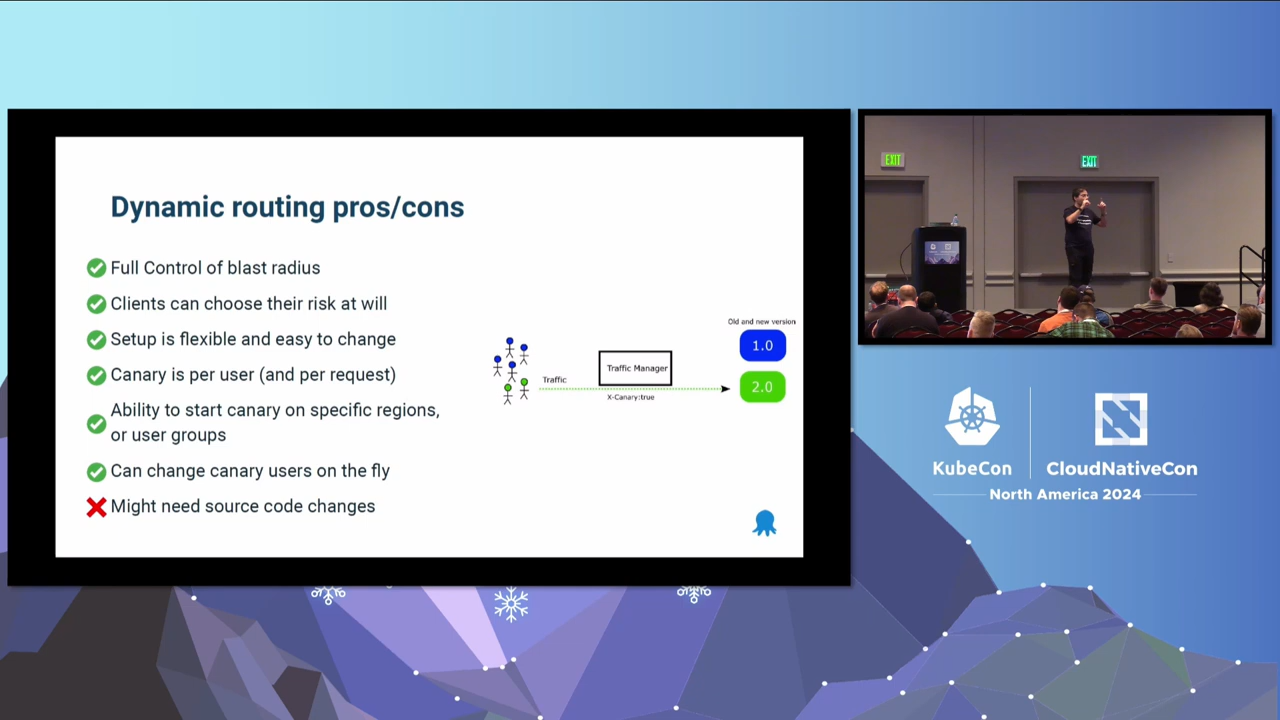 Dynamic routing pros/cons
Full Control of blast radius
Clients can choose their risk at will
Setup is flexible and easy to change
Canary is per user (and per request)
Ability to start canary on specific regions,
or user groups
Can change canary users on the fly
Might need source code changes
Old and new version
1.0
Traffic Manager
Traffic
2.0
X-Canary:true
EXIT
EXIT
KubeCon
CloudNativeCon
North America 2024